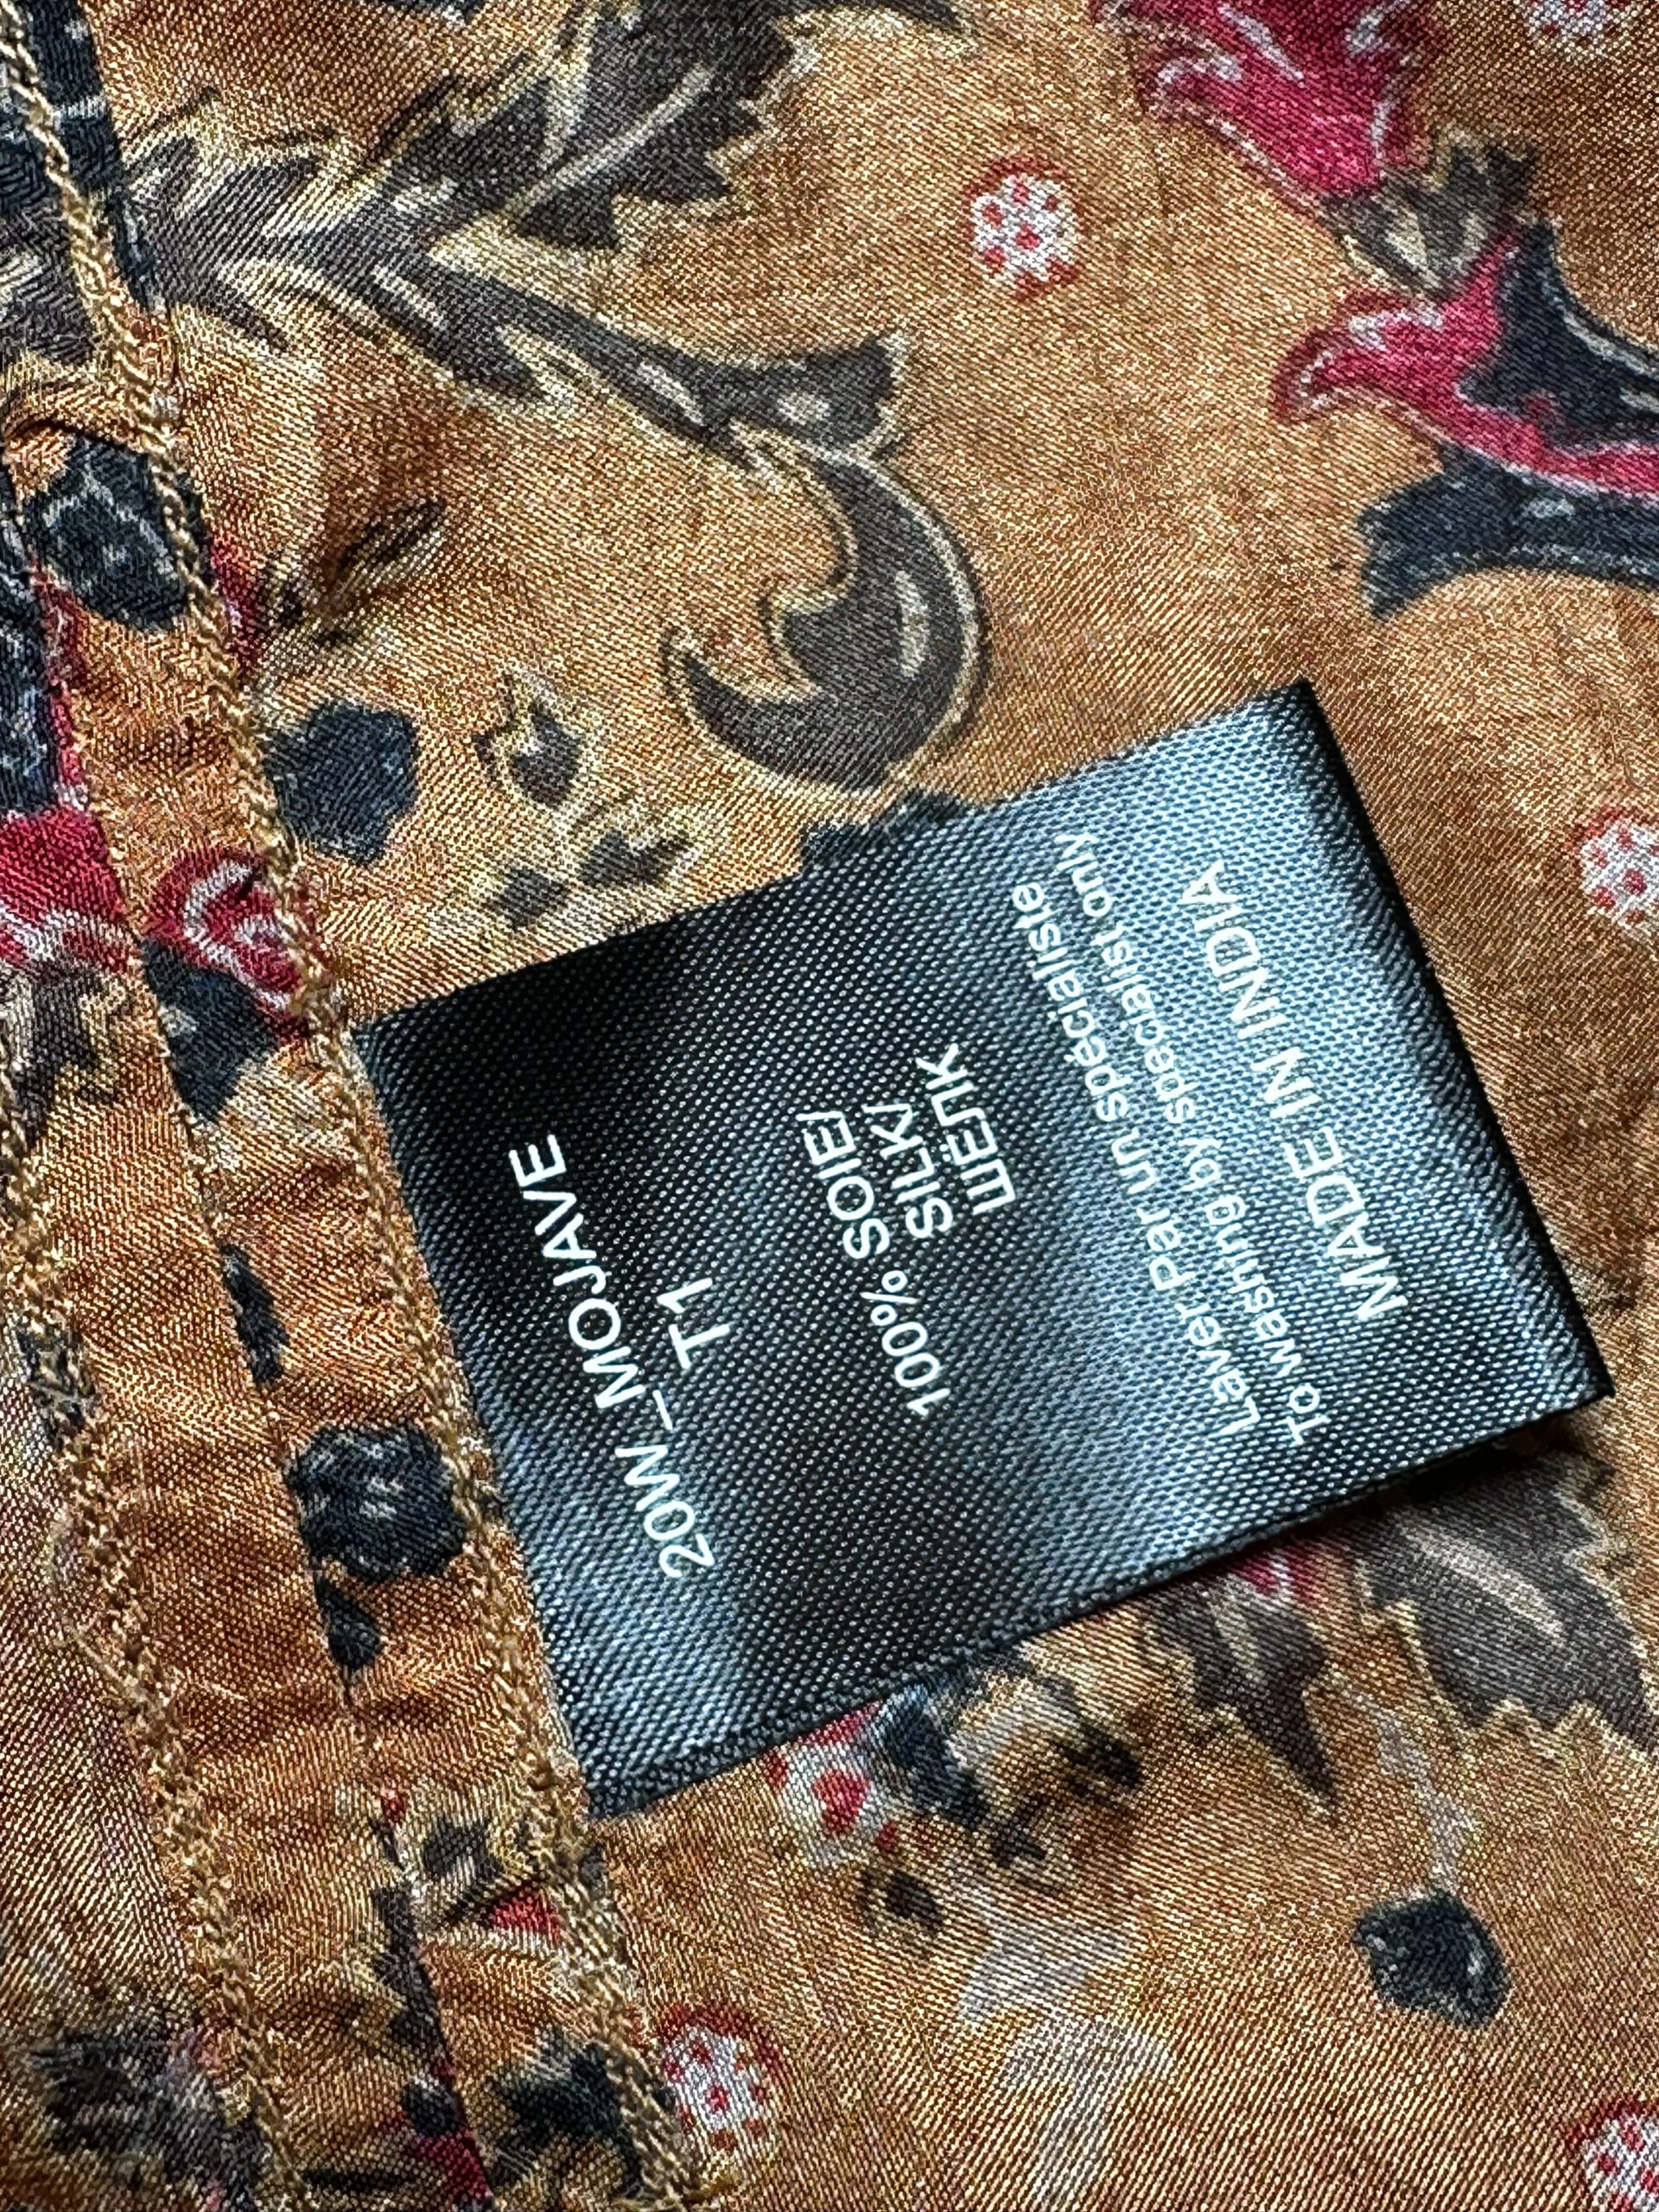 20W_MOJAVE
T1
100% SOIE/
SILK/
ШЁЛК
Laver Par un spécialiste
To washing by specialist only
MADE IN INDIA